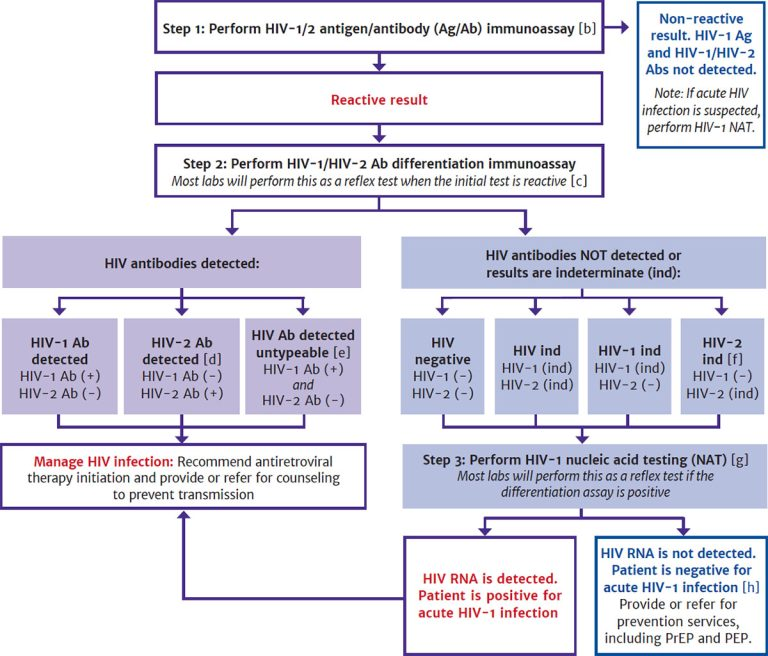 Step 1: Perform HIV-1/2 antigen/antibody (Ag/Ab) immunoassay [b]
Non-reactive
result. HIV-1 Ag
and HIV-1/HIV-2
Abs not detected.
Note: If acute HIV
infection is suspected,
perform HIV-1 NAT.
Reactive result
Step 2: Perform HIV-1/HIV-2 Ab differentiation immunoassay
Most labs will perform this as a reflex test when the initial test is reactive [c]
HIV antibodies detected:
HIV antibodies NOT detected or
results are indeterminate (ind):
HIV-1 Ab
detected
HIV-1 Ab (+)
HIV-2 Ab (-)
HIV-2 Ab
detected [d]
HIV-1 Ab (-)
HIV-2 Ab (+)
HIV Ab detected
untypeable [e]
HIV-1 Ab (+)
and
HIV-2 Ab (-)
HIV
negative
HIV-1 (-)
HIV-2 (-)
HIV ind
HIV-1 (ind)
HIV-2 (ind)
HIV-1 ind
HIV-1 (ind)
HIV-2 (-)
HIV-2
ind [f]
HIV-1 (-)
HIV-2 (ind)
Manage HIV infection: Recommend antiretroviral
therapy initiation and provide or refer for counseling
to prevent transmission
Step 3: Perform HIV-1 nucleic acid testing (NAT) [g]
Most labs will perform this as a reflex test if the
differentiation assay is positive
HIV RNA is detected.
Patient is positive for
acute HIV-1 infection
HIV RNA is not detected.
Patient is negative for
acute HIV-1 infection [h]
Provide or refer for
prevention services,
including PrEP and PEP.